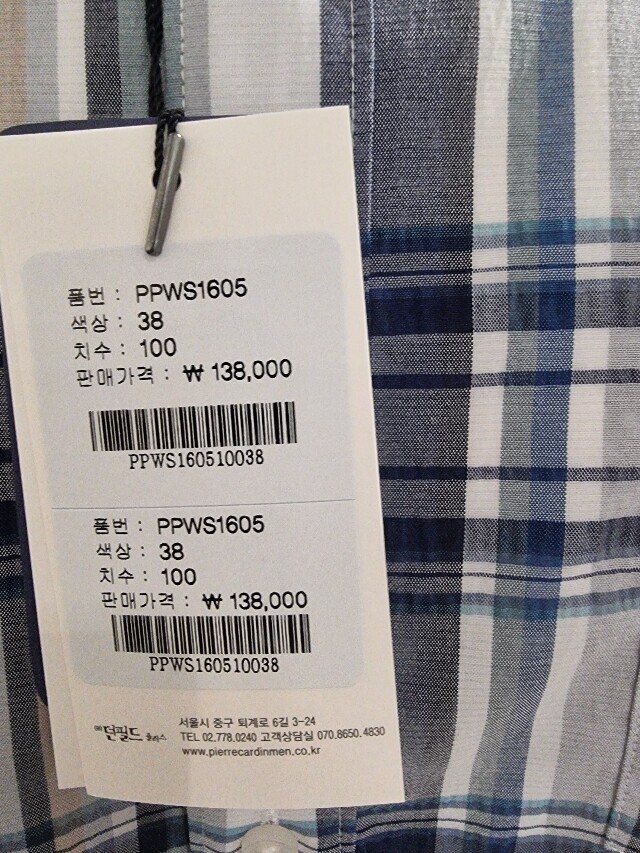 품번 : PPWS1605
색상 : 38
치수 : 100
판매가격 : ₩ 138,000
PPWS160510038
품번 : PPWS1605
색상 : 38
치수 : 100
판매가격 : ₩ 138,000
PPWS160510038
던필드 플러스
서울시 중구 퇴계로 6길 3-24
TEL 02.778.0240 고객상담실 070.8650.4830
www.pierrecardinmen.co.kr